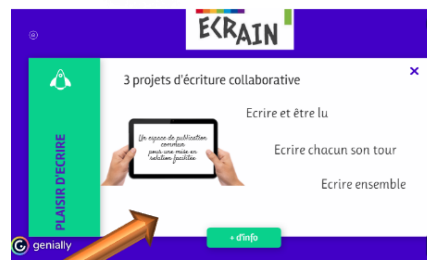 ECRAIN
3 projets d'écriture collaborative
Ecrire et être lu
Un espace de publication
commun
pour une mise en
relation facilitée
Ecrire chacun son tour
Ecrire ensemble
PLAISIR D'ECRIRE
+ d'info
genially